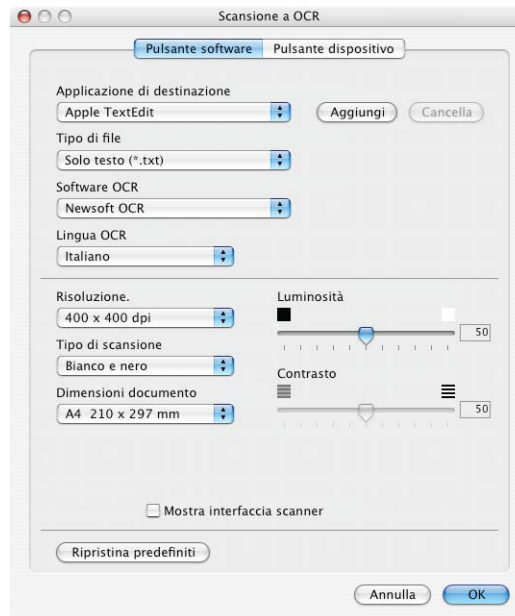 Scansione a OCR
Pulsante software Pulsante dispositivo
Applicazione di destinazione
Apple TextEdit Aggiungi Cancella
Tipo di file
Solo testo (*.txt)
Software OCR
Newsoft OCR
Lingua OCR
Italiano
Risoluzione.
400 x 400 dpi
Tipo di scansione
Bianco e nero
Dimensioni documento
A4 210 x 297 mm
Luminosità
50
Contrasto
50
Mostra interfaccia scanner
Ripristina predefiniti
Annulla OK